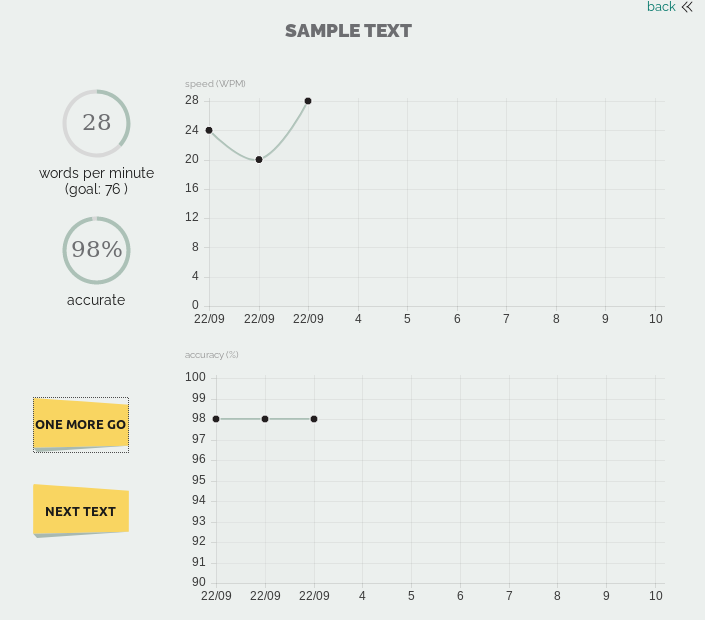 back
SAMPLE TEXT
28
words per minute
(goal: 76 )
98%
accurate
ONE MORE GO
NEXT TEXT
speed (WPM)
28
24
20
16
12
8
4
0
22/09 22/09 22/09 4 5 6 7 8 9 10
accuracy (%)
100
99
98
97
96
95
94
93
92
91
90
22/09 22/09 22/09 4 5 6 7 8 9 10